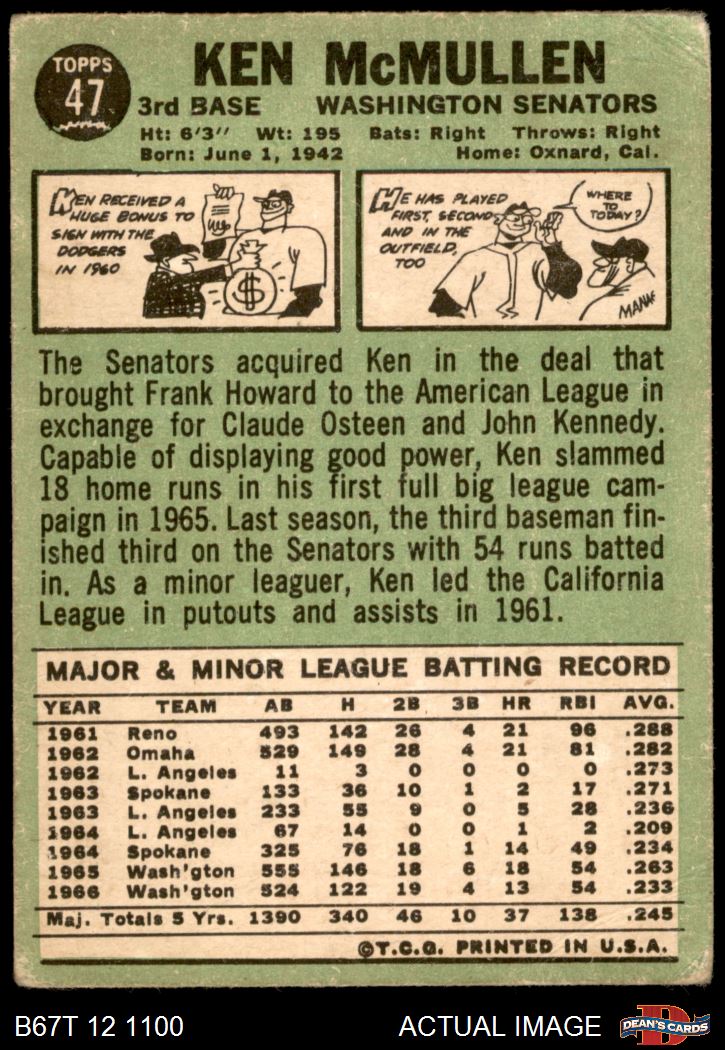 TOPPS
47
KEN McMULLEN
3rd BASE WASHINGTON SENATORS
Ht: 6'3" Wt: 195 Bats: Right Throws: Right
Born: June 1, 1942 Home: Oxnard, Cal.
KEN RECEIVED A
HUGE BONUS TO
SIGN WITH THE
DODGERS
IN 1960
$
HE HAS PLAYED
FIRST, SECOND,
AND IN THE
OUTFIELD,
TOO
WHERE
TO
TODAY?
The Senators acquired Ken in the deal that
brought Frank Howard to the American League in
exchange for Claude Osteen and John Kennedy.
Capable of displaying good power, Ken slammed
18 home runs in his first full big league cam-
paign in 1965. Last season, the third baseman fin-
ished third on the Senators with 54 runs batted
in. As a minor leaguer, Ken led the California
League in putouts and assists in 1961.
MAJOR & MINOR LEAGUE BATTING RECORD
YEAR TEAM AB H 2B 3B HR RBI AVG.
1961 Reno 493 142 26 4 21 96 .288
1962 Omaha 529 149 28 4 21 81 .282
1962 L. Angeles 11 3 0 0 0 0 .273
1963 Spokane 133 36 10 1 2 17 .271
1963 L. Angeles 233 55 9 0 5 28 .236
1964 L. Angeles 67 14 0 0 1 2 .209
1964 Spokane 325 76 18 1 14 49 .234
1965 Wash'gton 555 146 18 6 18 54 .263
1966 Wash'gton 524 122 19 4 13 54 .233
Maj. Totals 5 Yrs. 1390 340 46 10 37 138 .245
©T.C.G. PRINTED IN U.S.A.
B67T 12 1100 ACTUAL IMAGE
D
DEAN'S CARDS